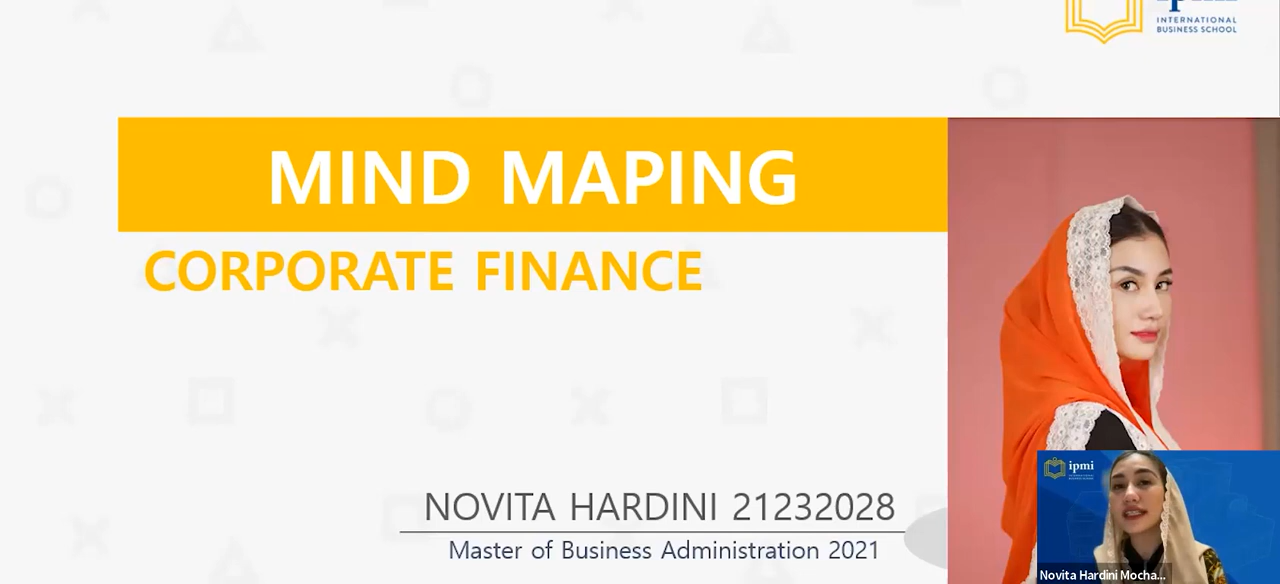 ipmi
INTERNATIONAL
BUSINESS SCHOOL
MIND MAPING
CORPORATE FINANCE
NOVITA HARDINI 21232028
Master of Business Administration 2021
ipmi
Novita Hardini Mocha...